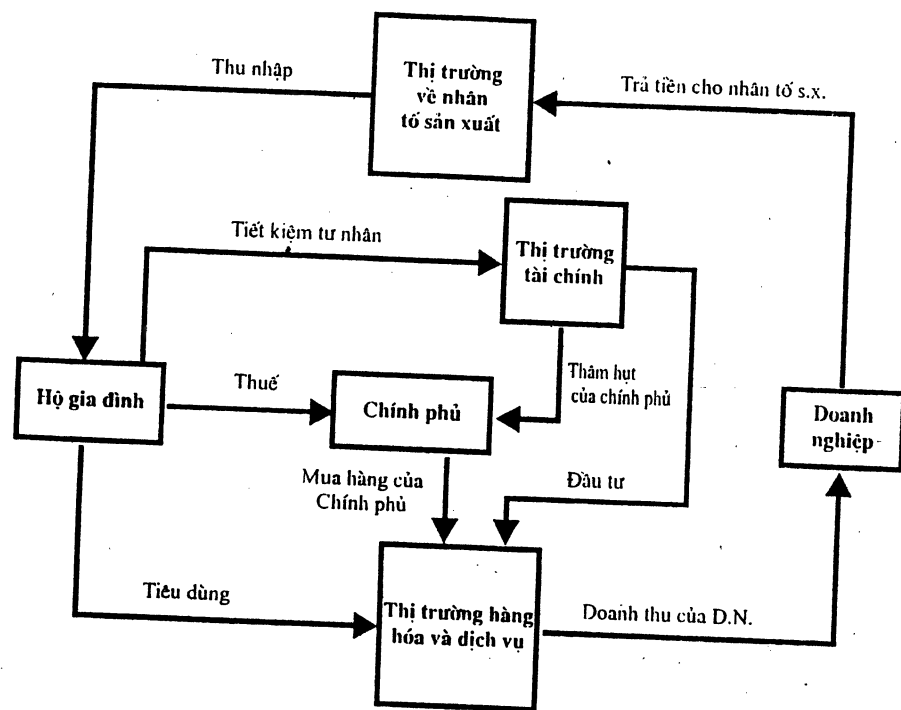 Thu nhập
Thị trường
về nhân
tố sản xuất
Trả tiền cho nhân tố s.x.
Tiết kiệm tư nhân
Thị trường
tài chính
Hộ gia đình
Thuế
Chính phủ
Thâm hụt
của chính phủ
Doanh
nghiệp
Mua hàng của
Chính phủ
Đầu tư
Tiêu dùng
Thị trường hàng
hóa và dịch vụ
Doanh thu của D.N.